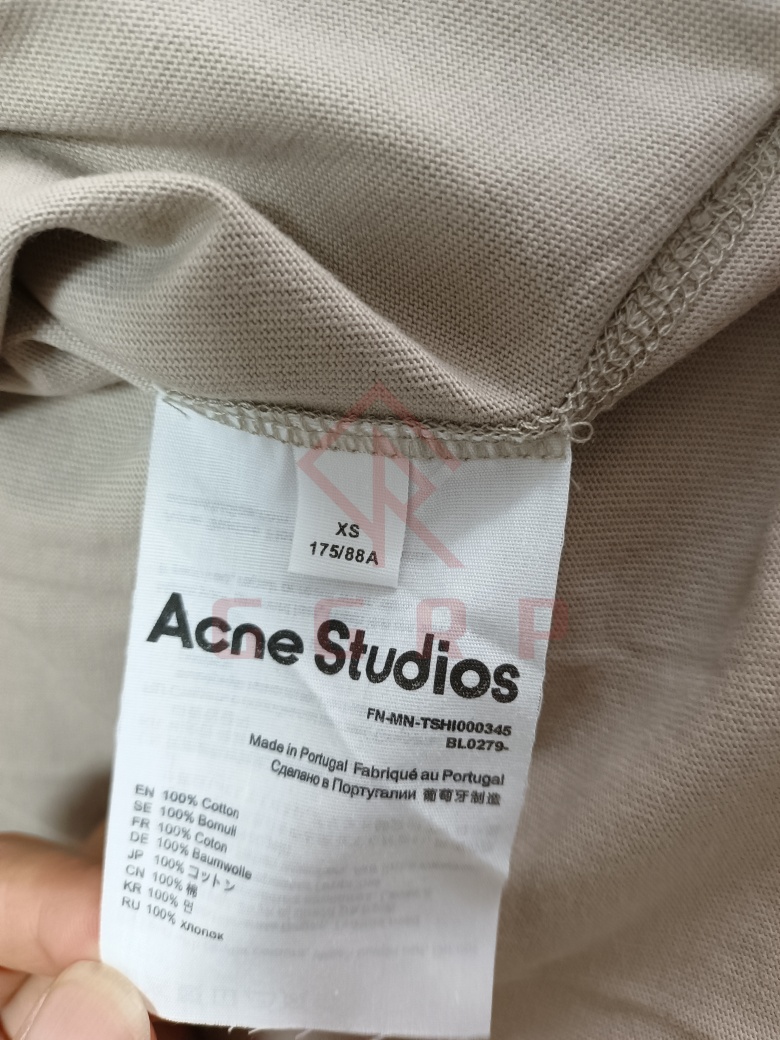 XS
175/88A
Acne Studios
FN-MN-TSHI000345
BL0279-
Made in Portugal Fabriqué au Portugal
Сделано в Португалии 葡萄牙制造
EN 100% Cotton
SE 100% Bomull
FR 100% Coton
DE 100% Baumwolle
JP 100% コットン
CN 100% 棉
KR 100% 면
RU 100% хлопок